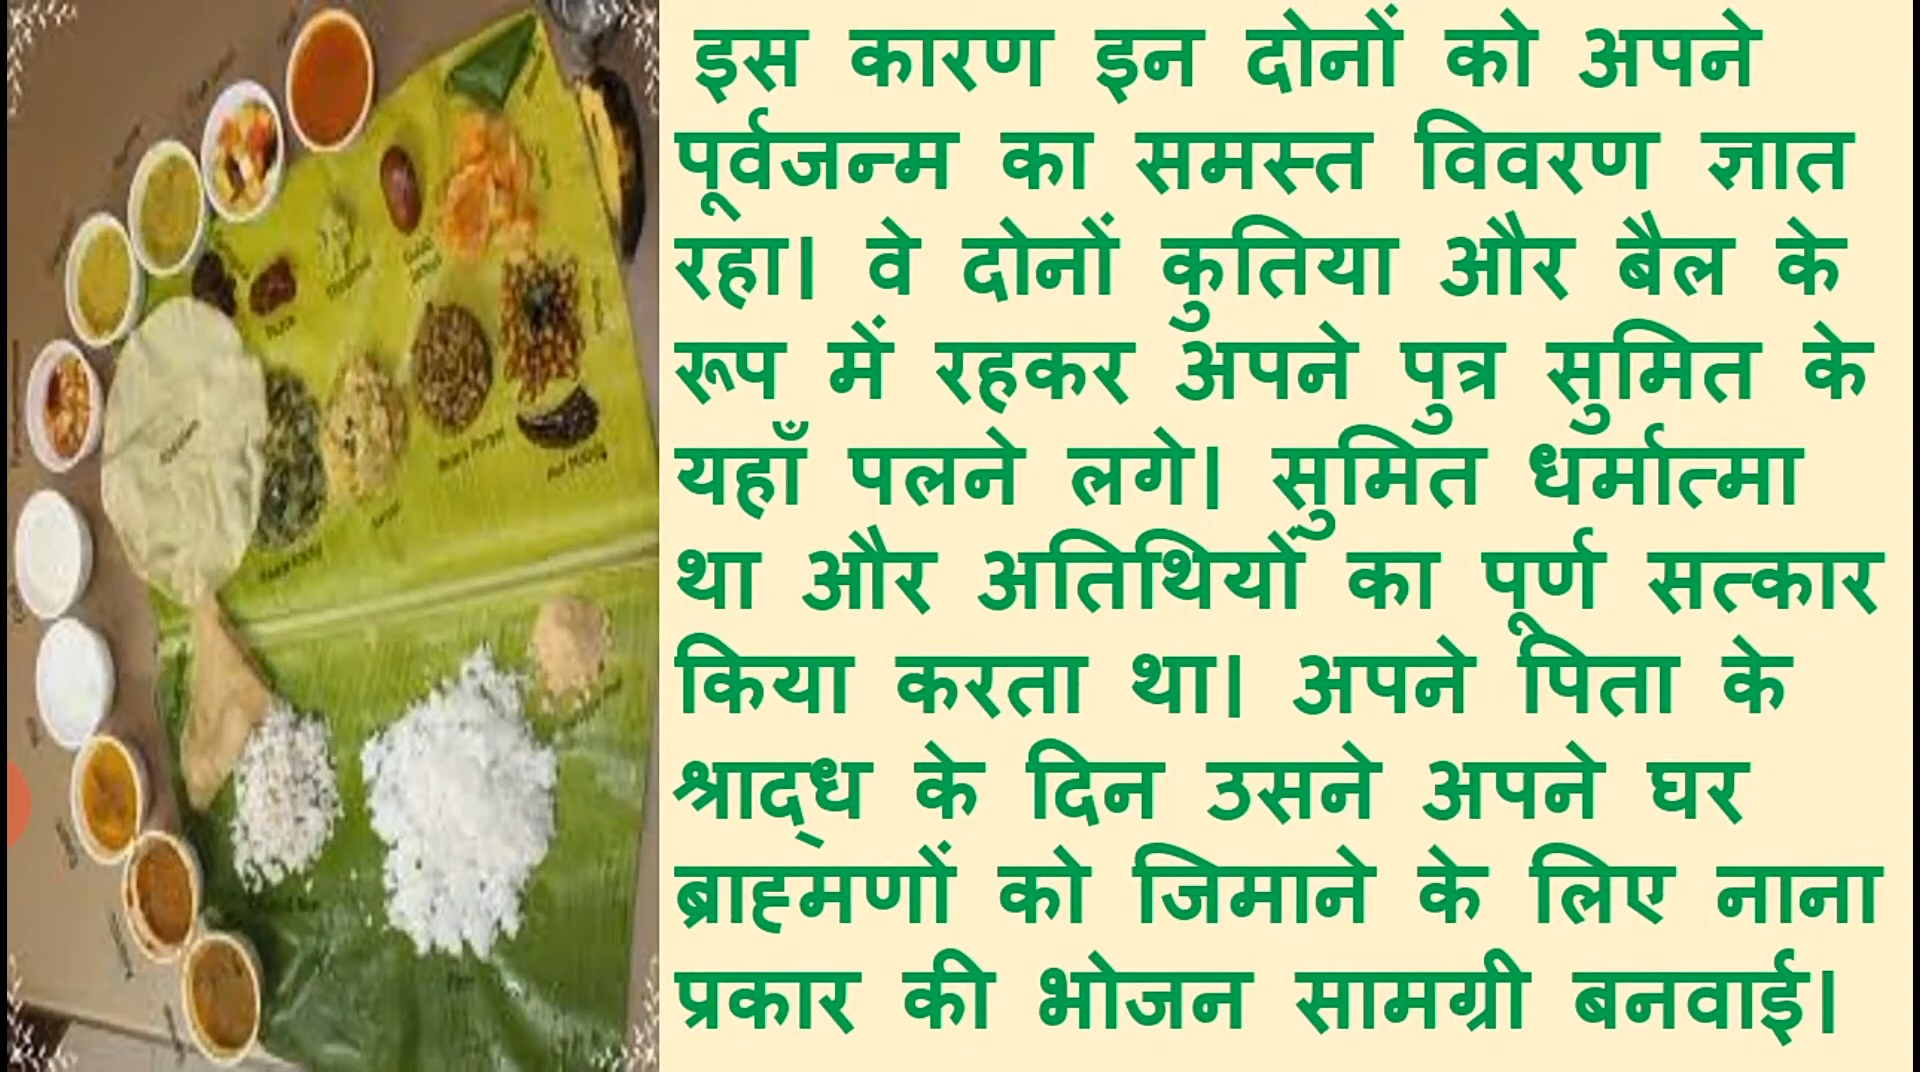 इस कारण इन दोनों को अपने
पूर्वजन्म का समस्त विवरण ज्ञात
रहा। वे दोनों कुतिया और बैल के
रूप में रहकर अपने पुत्र सुमित के
यहाँ पलने लगे। सुमित धर्मात्मा
था और अतिथियों का पूर्ण सत्कार
किया करता था। अपने पिता के
श्राद्ध के दिन उसने अपने घर
ब्राह्मणों को जिमाने के लिए नाना
प्रकार की भोजन सामग्री बनवाई।